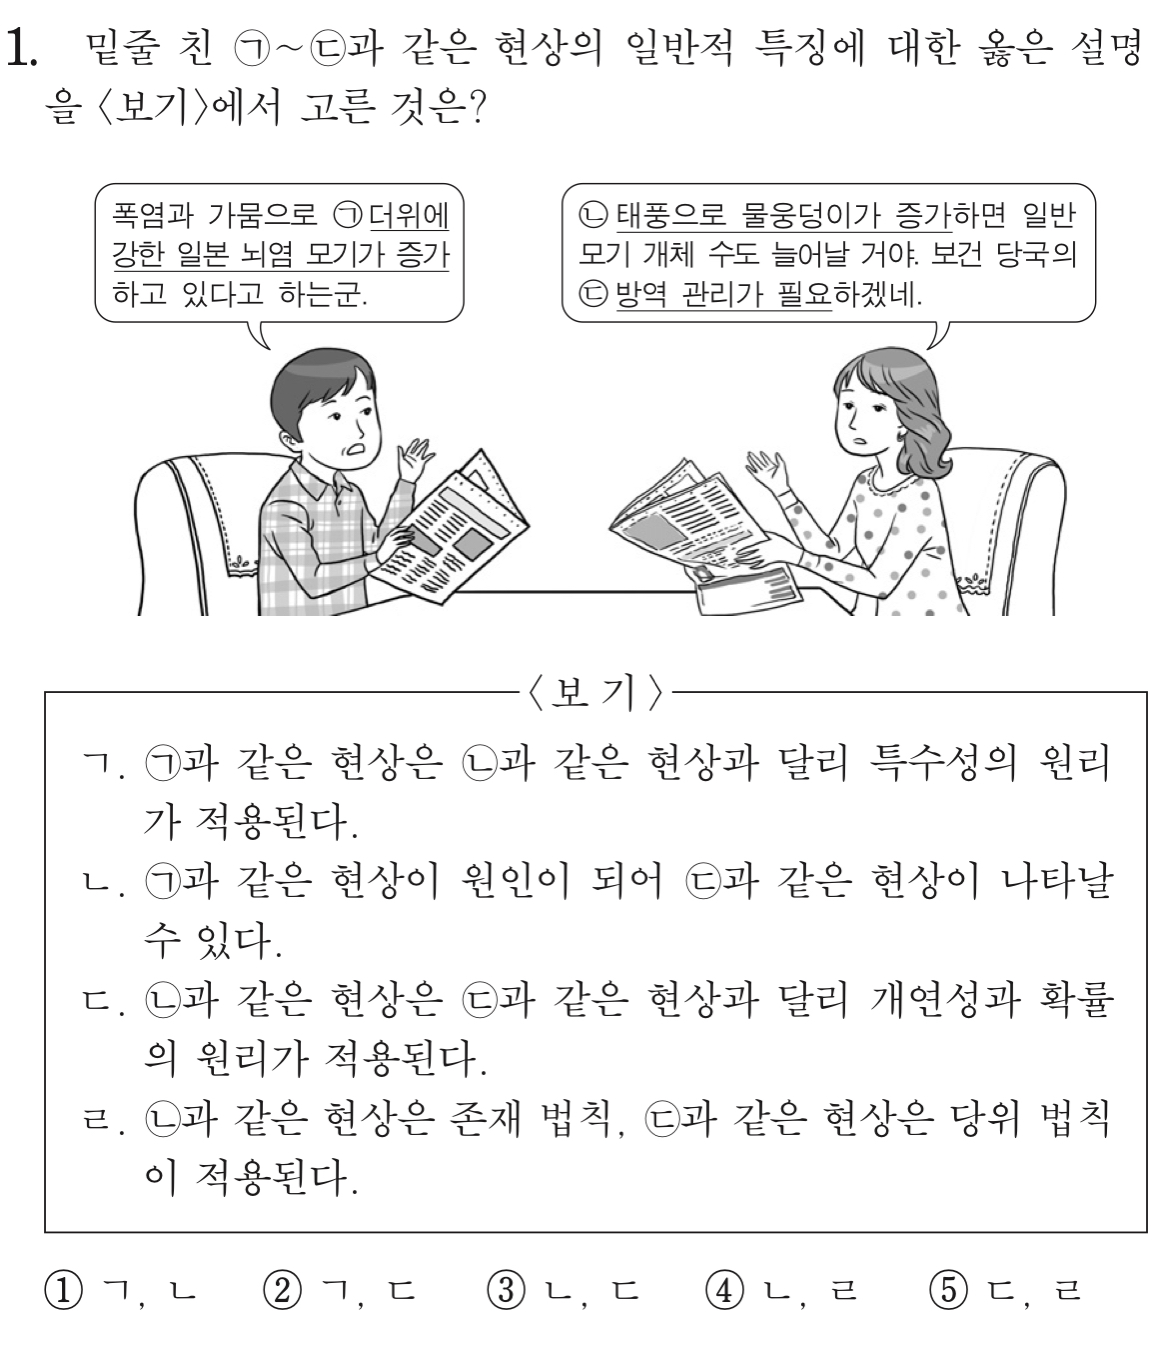 1. 밑줄 친 ㉠～㉢과 같은 현상의 일반적 특징에 대한 옳은 설명
을 〈보기〉에서 고른 것은?
폭염과 가뭄으로 ㉠더위에
강한 일본 뇌염 모기가 증가
하고 있다고 하는군.
㉡태풍으로 물웅덩이가 증가하면 일반
모기 개체 수도 늘어날 거야. 보건 당국의
㉢방역 관리가 필요하겠네.
〈보 기〉
ㄱ. ㉠과 같은 현상은 ㉡과 같은 현상과 달리 특수성의 원리
가 적용된다.
ㄴ. ㉠과 같은 현상이 원인이 되어 ㉢과 같은 현상이 나타날
수 있다.
ㄷ. ㉡과 같은 현상은 ㉢과 같은 현상과 달리 개연성과 확률
의 원리가 적용된다.
ㄹ. ㉡과 같은 현상은 존재 법칙, ㉢과 같은 현상은 당위 법칙
이 적용된다.
① ㄱ, ㄴ ② ㄱ, ㄷ ③ ㄴ, ㄷ ④ ㄴ, ㄹ ⑤ ㄷ, ㄹ